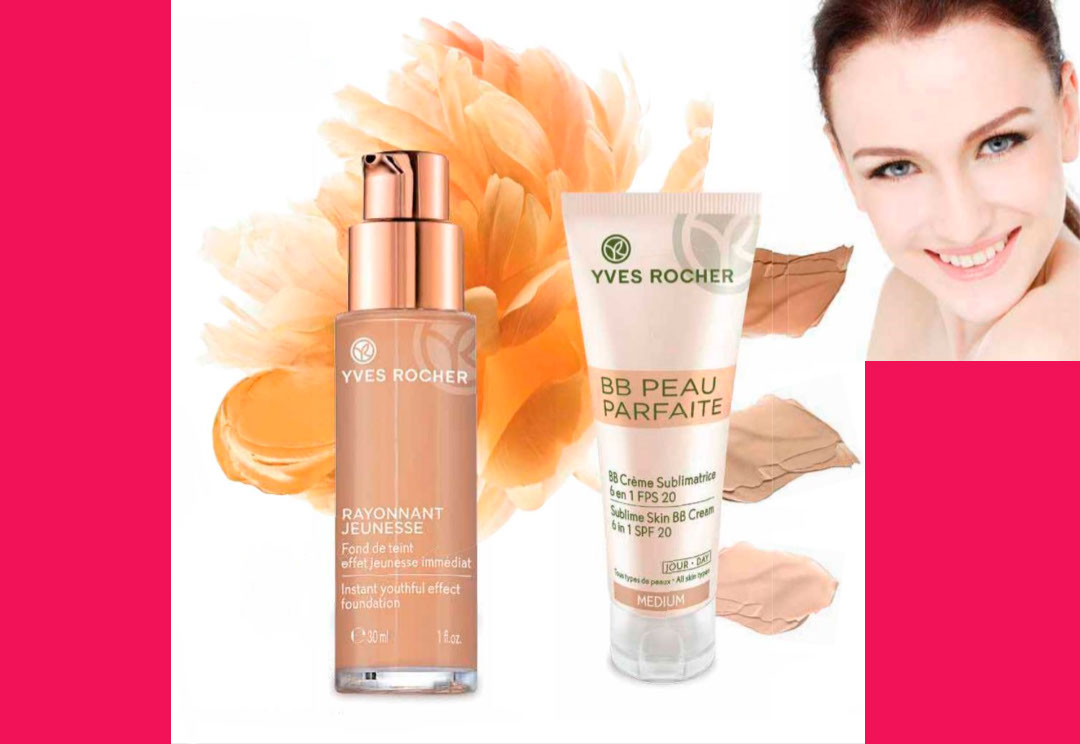 YVES ROCHER
RAYONNANT
JEUNESSE
Fond de teint
effet jeunesse immédiat
Instant youthful effect
foundation
30 ml 1 fl.oz.
YVES ROCHER
BB PEAU
PARFAITE
BB Crème Sublimatrice
6 en 1 FPS 20
Sublime Skin BB Cream
6 in 1 SPF 20
JOUR • DAY
Tous types de peaux • All skin types
MEDIUM